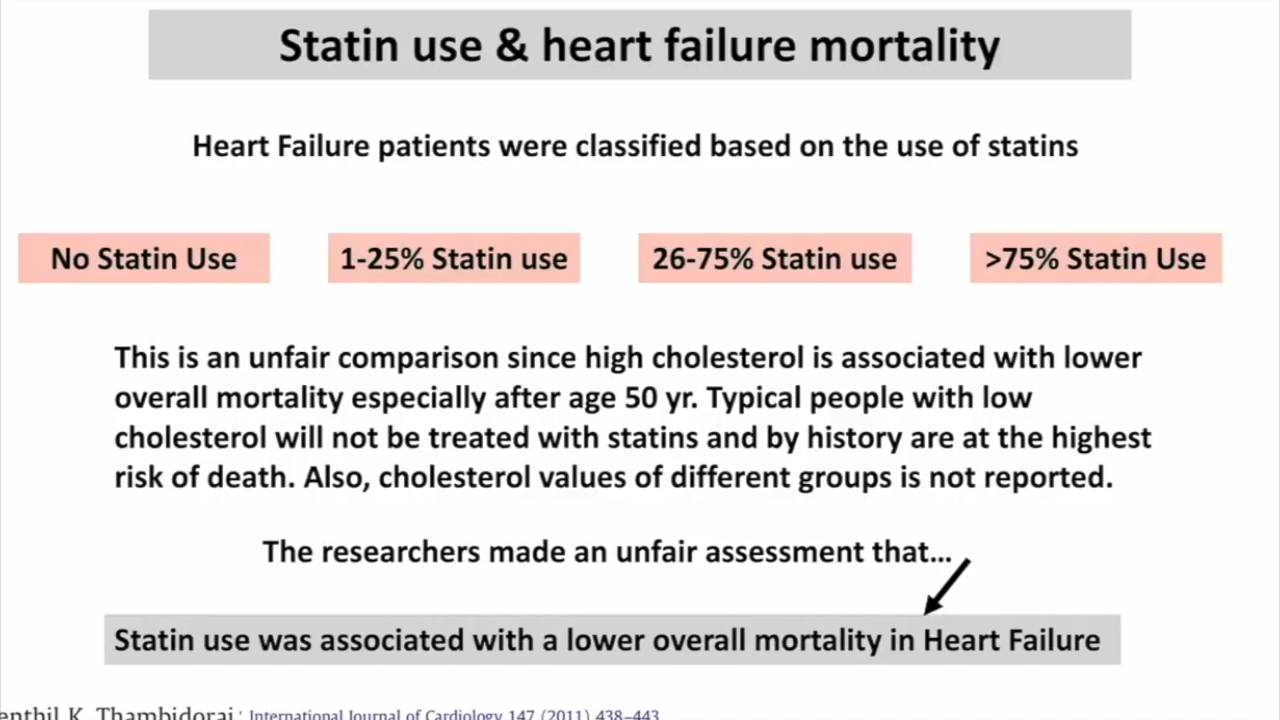 Statin use & heart failure mortality
Heart Failure patients were classified based on the use of statins
No Statin Use
1-25% Statin use
26-75% Statin use
>75% Statin Use
This is an unfair comparison since high cholesterol is associated with lower
overall mortality especially after age 50 yr. Typical people with low
cholesterol will not be treated with statins and by history are at the highest
risk of death. Also, cholesterol values of different groups is not reported.
The researchers made an unfair assessment that...
Statin use was associated with a lower overall mortality in Heart Failure
enthil K. Thambidorai International Journal of Cardiology 147 (2011) 438–443